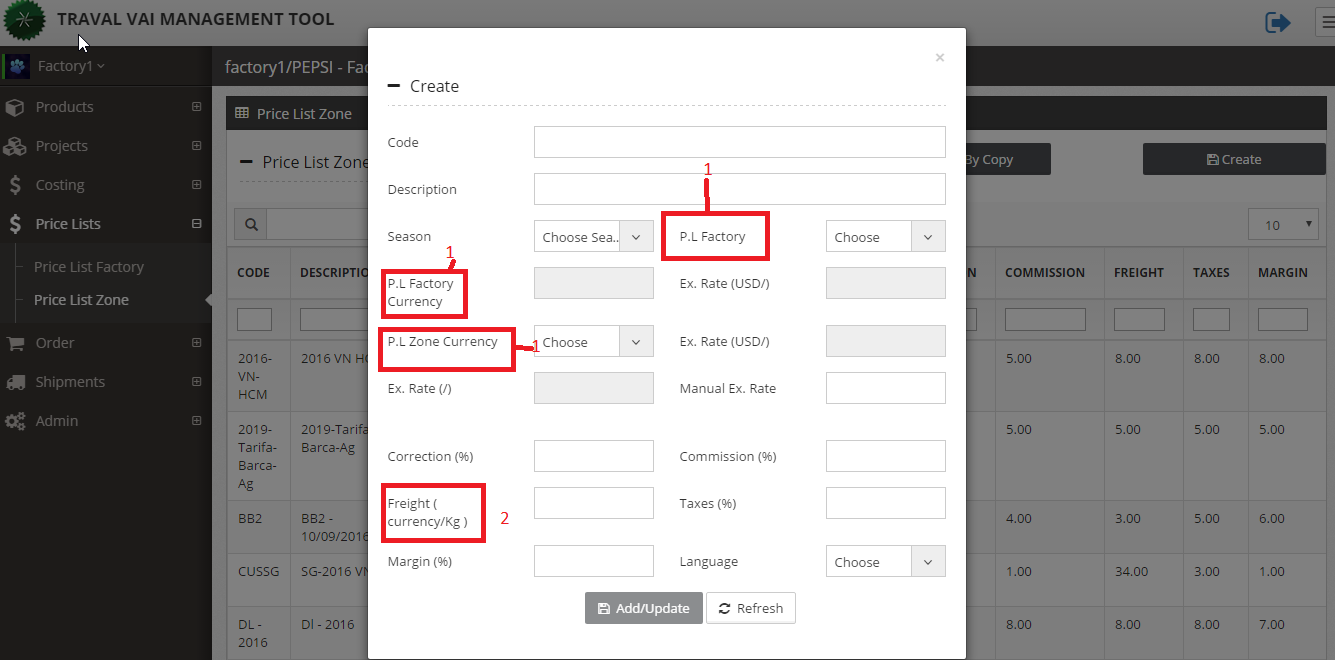 TRAVAL VAI MANAGEMENT TOOL
Factory1
factory1/PEPSI - Fac
Products
Projects
Costing
Price Lists
Price List Factory
Price List Zone
Order
Shipments
Admin
Price List Zone
Price List Zone
By Copy
Create
10
CODE DESCRIPTIO N COMMISSION FREIGHT TAXES MARGIN
2016-VN-HCM 2016 VN HC 5.00 8.00 8.00 8.00
2019-Tarifa-Barca-Ag 2019-Tarifa-Barca-Ag 5.00 5.00 5.00 5.00
BB2 BB2 - 10/09/2016 4.00 3.00 5.00 6.00
CUSSG SG-2016 VN 1.00 34.00 3.00 1.00
DL - 2016 Dl - 2016 8.00 8.00 8.00 7.00
×
Create
Code
Description
1
Season Choose Sea.. P.L Factory Choose
1
P.L Factory Currency Ex. Rate (USD/)
P.L Zone Currency 1 Choose Ex. Rate (USD/)
Ex. Rate (/) Manual Ex. Rate
Correction (%) Commission (%)
Freight ( currency/Kg ) 2 Taxes (%)
Margin (%) Language Choose
Add/Update Refresh